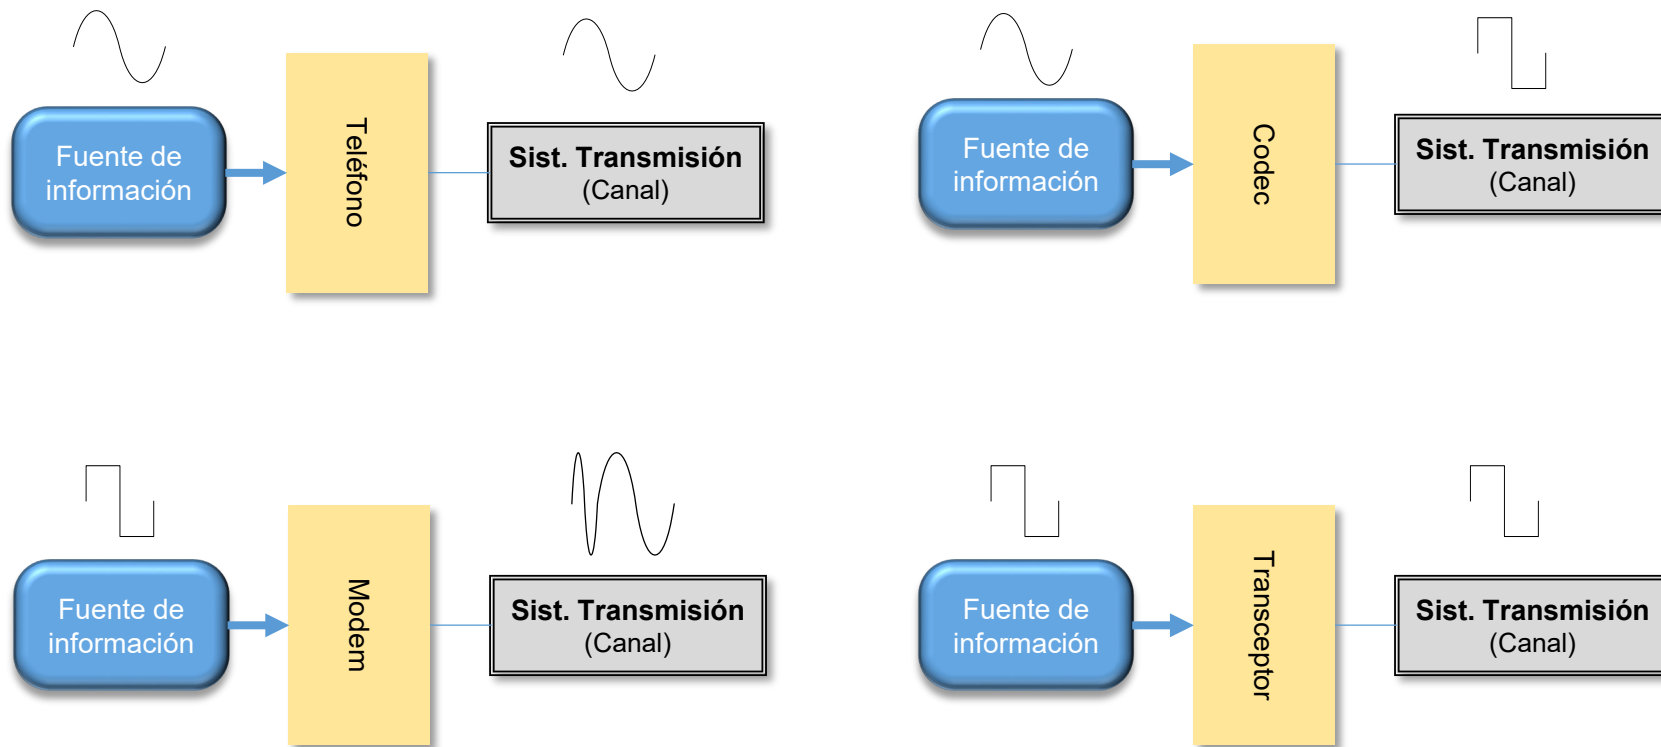 Fuente de
información
Teléfono
Sist. Transmisión
(Canal)
Fuente de
información
Codec
Sist. Transmisión
(Canal)
Fuente de
información
Modem
Sist. Transmisión
(Canal)
Fuente de
información
Transceptor
Sist. Transmisión
(Canal)